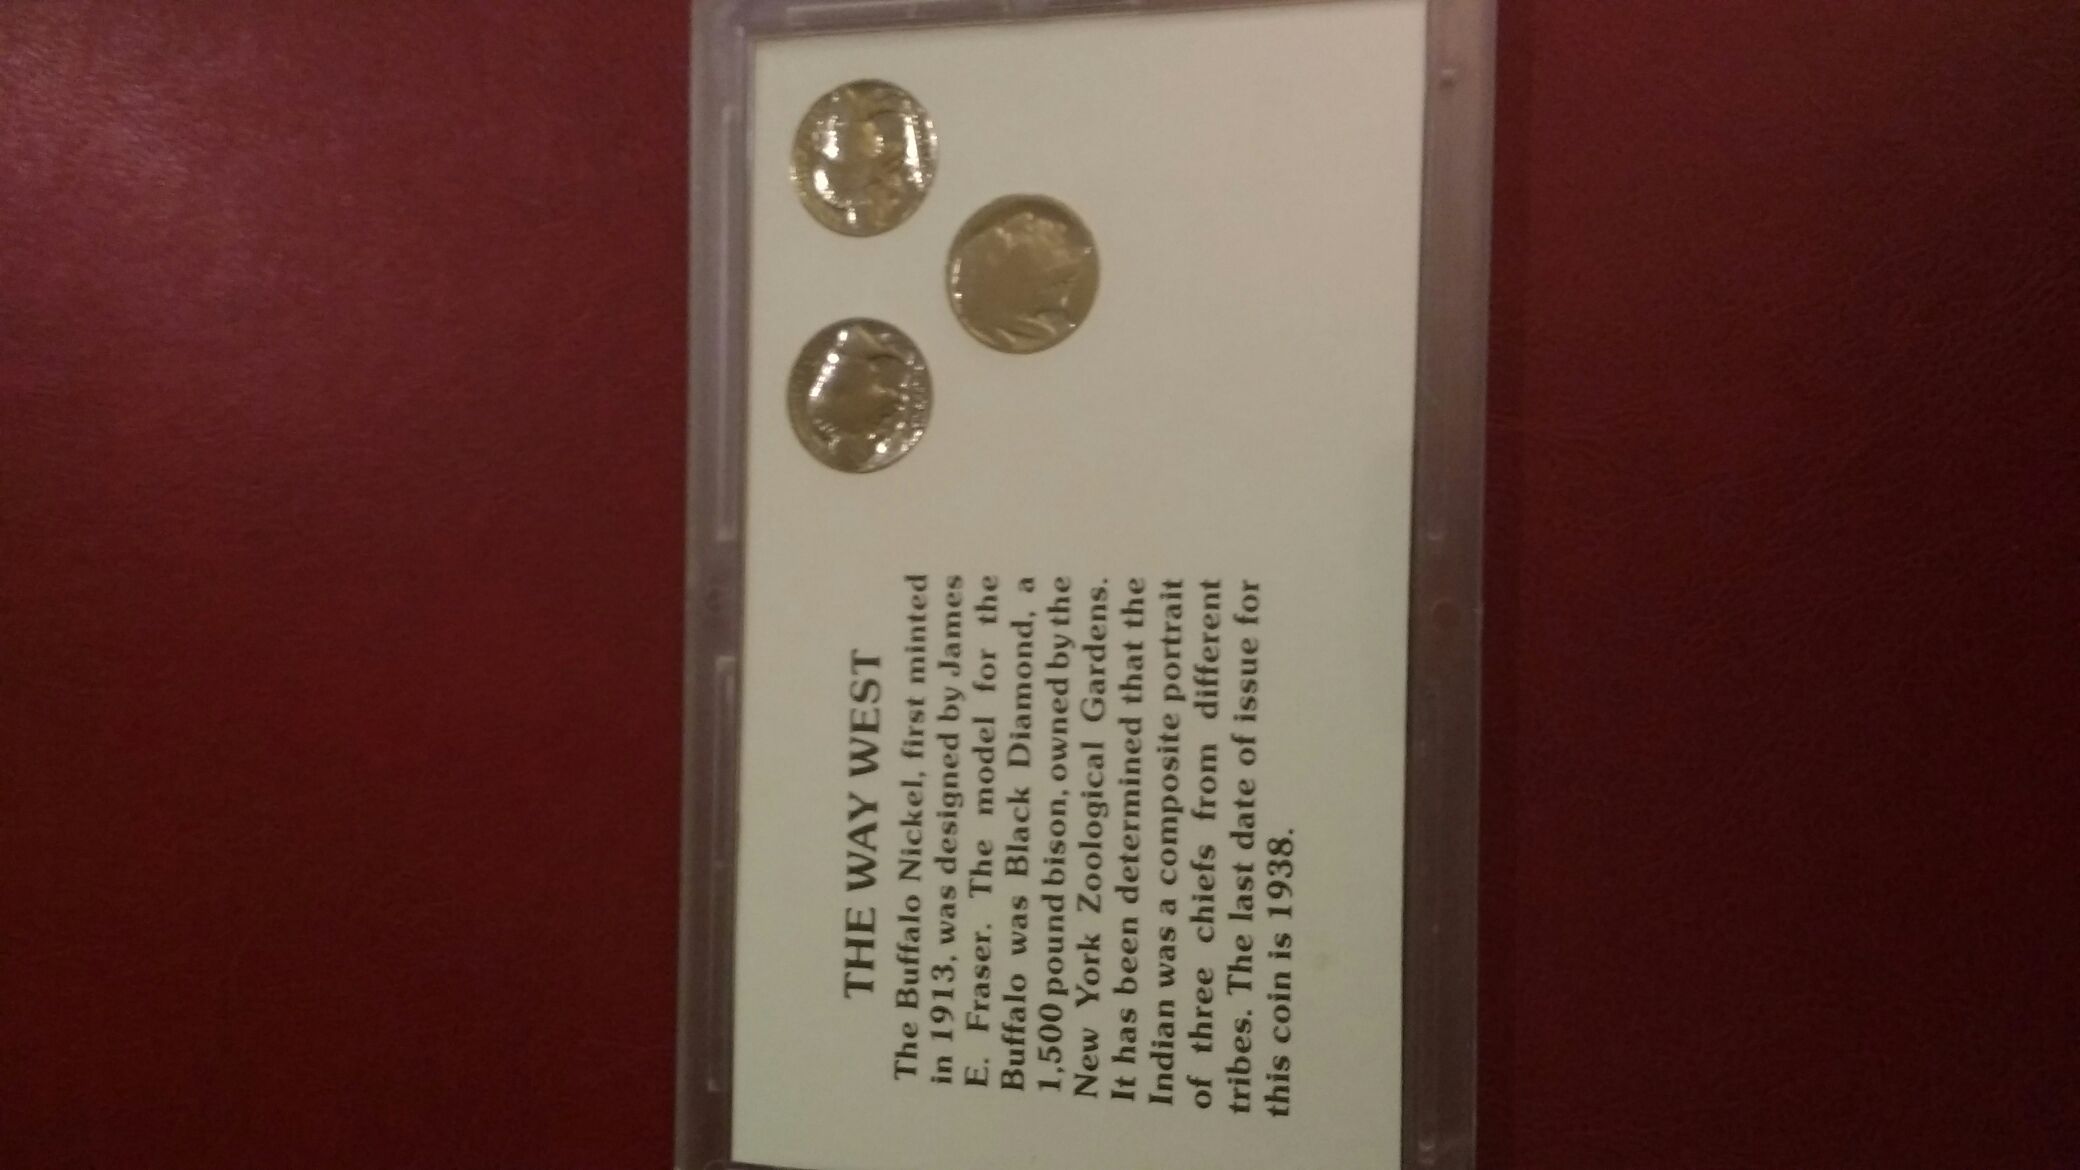 THE WAY WEST
The Buffalo Nickel, first minted
in 1913, was designed by James
E. Fraser. The model for the
Buffalo was Black Diamond, a
1,500 pound bison, owned by the
New York Zoological Gardens.
It has been determined that the
Indian was a composite portrait
of three chiefs from different
tribes. The last date of issue for
this coin is 1938.